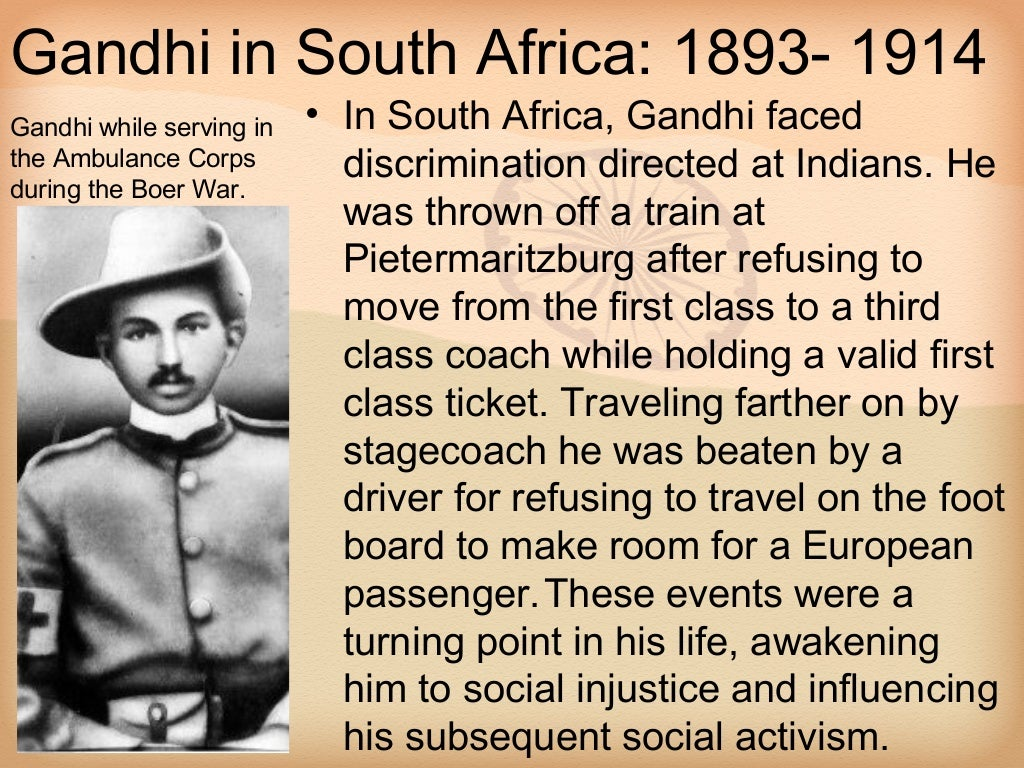 Gandhi in South Africa: 1893- 1914
Gandhi while serving in
the Ambulance Corps
during the Boer War.
• In South Africa, Gandhi faced
discrimination directed at Indians. He
was thrown off a train at
Pietermaritzburg after refusing to
move from the first class to a third
class coach while holding a valid first
class ticket. Traveling farther on by
stagecoach he was beaten by a
driver for refusing to travel on the foot
board to make room for a European
passenger. These events were a
turning point in his life, awakening
him to social injustice and influencing
his subsequent social activism.